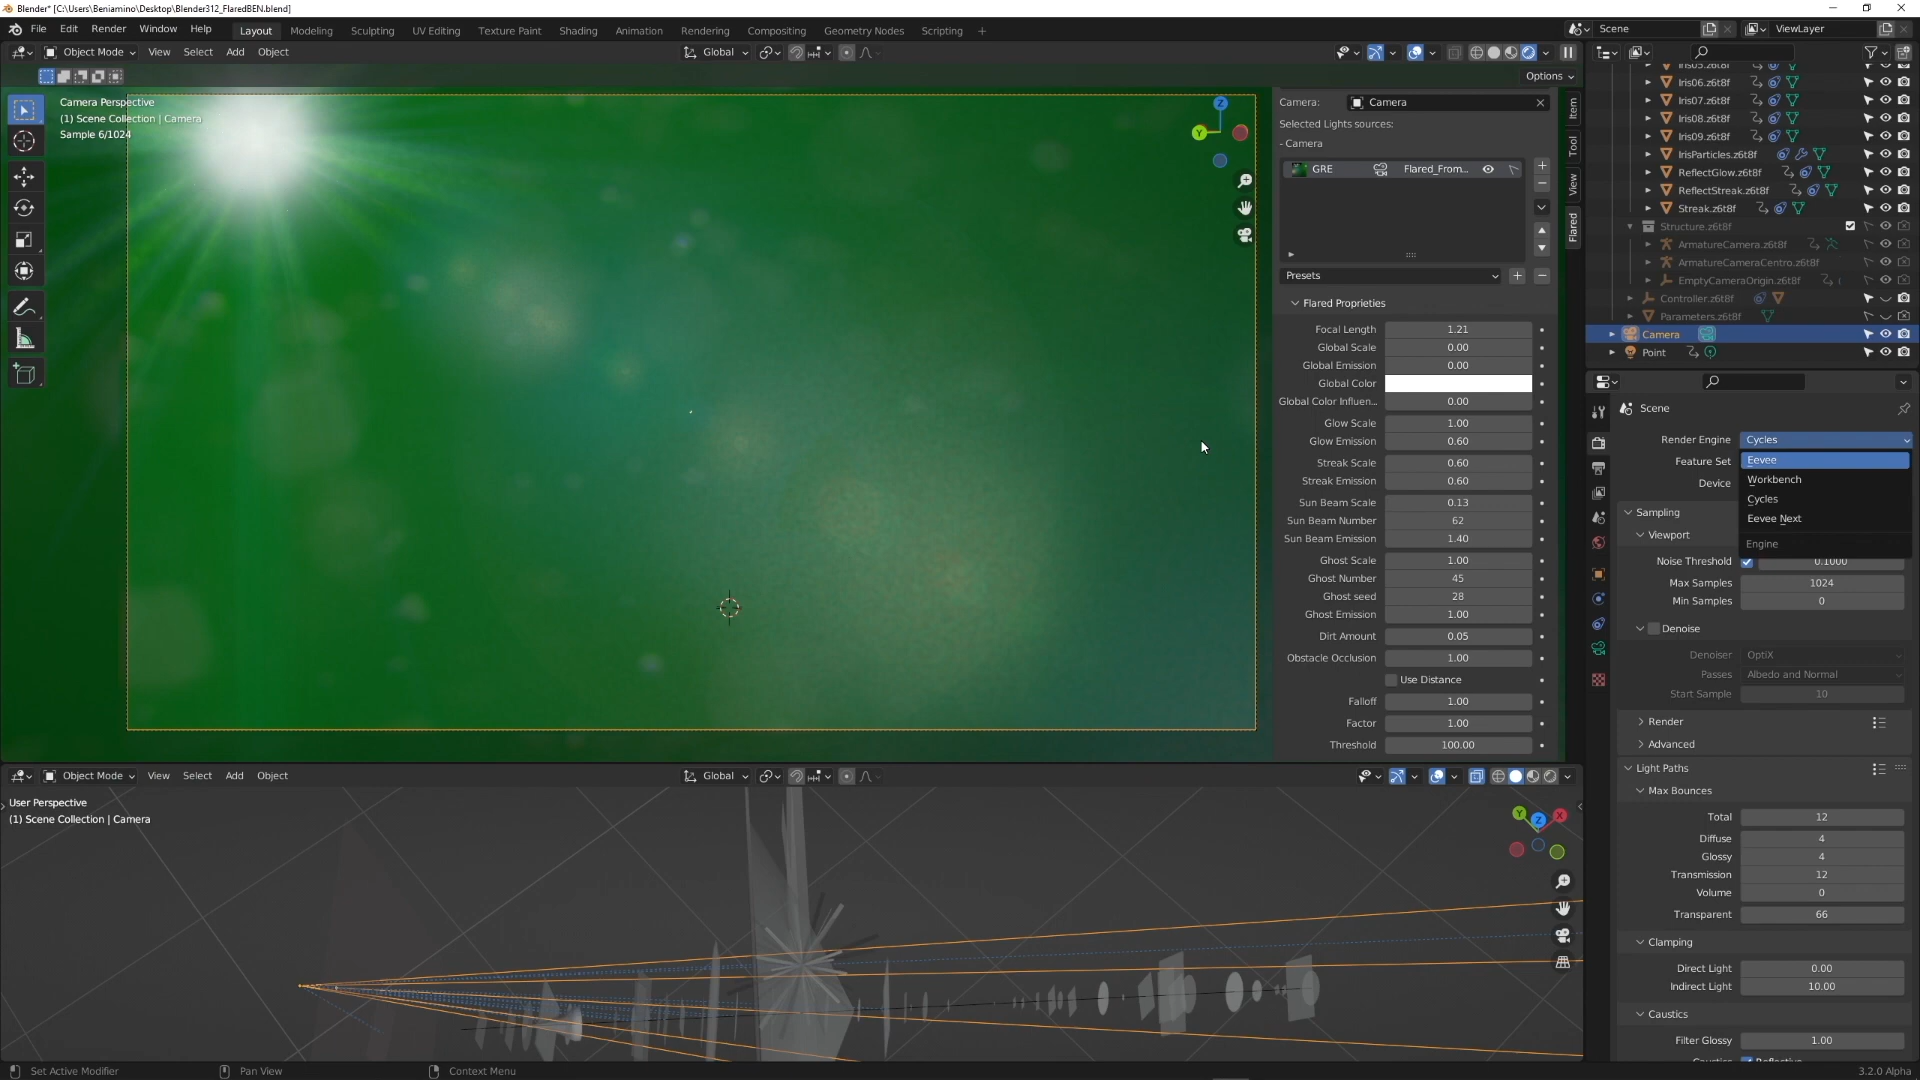 Blender* [C:\Users\Beniamino\Desktop\Blender312_FlaredBEN.blend]
File Edit Render Window Help Layout Modeling Sculpting UV Editing Texture Paint Shading Animation Rendering Compositing Geometry Nodes Scripting + Scene ViewLayer
Object Mode View Select Add Object Global
Options
Camera Perspective
(1) Scene Collection | Camera
Sample 6/1024
Z
Y
Camera: Camera
Selected Lights sources:
- Camera
GRE Flared_From...
Presets
Flared Proprieties
Focal Length 1.21
Global Scale 0.00
Global Emission 0.00
Global Color
Global Color Influen... 0.00
Glow Scale 1.00
Glow Emission 0.60
Streak Scale 0.60
Streak Emission 0.60
Sun Beam Scale 0.13
Sun Beam Number 62
Sun Beam Emission 1.40
Ghost Scale 1.00
Ghost Number 45
Ghost seed 28
Ghost Emission 1.00
Dirt Amount 0.05
Obstacle Occlusion 1.00
Use Distance
Falloff 1.00
Factor 1.00
Threshold 100.00
Item
Tool
View
Flared
Iris05.z6t8f
Iris06.z6t8f
Iris07.z6t8f
Iris08.z6t8f
Iris09.z6t8f
IrisParticles.z6t8f
ReflectGlow.z6t8f
ReflectStreak.z6t8f
Streak.z6t8f
Structure.z6t8f
ArmatureCamera.z6t8f
ArmatureCameraCentro.z6t8f
EmptyCameraOrigin.z6t8f
Controller.z6t8f
Parameters.z6t8f
Camera
Point
Scene
Render Engine Cycles
Eevee
Workbench
Cycles
Eevee Next
Engine
Feature Set
Device
Sampling
Viewport
Noise Threshold 0.1000
Max Samples 1024
Min Samples 0
Denoise
Denoiser OptiX
Passes Albedo and Normal
Start Sample 10
Render
Advanced
Light Paths
Max Bounces
Total 12
Diffuse 4
Glossy 4
Transmission 12
Volume 0
Transparent 66
Clamping
Direct Light 0.00
Indirect Light 10.00
Caustics
Filter Glossy 1.00
Caustics Reflective
Object Mode View Select Add Object Global
User Perspective
(1) Scene Collection | Camera
Y Z X
Set Active Modifier Pan View Context Menu 3.2.0 Alpha